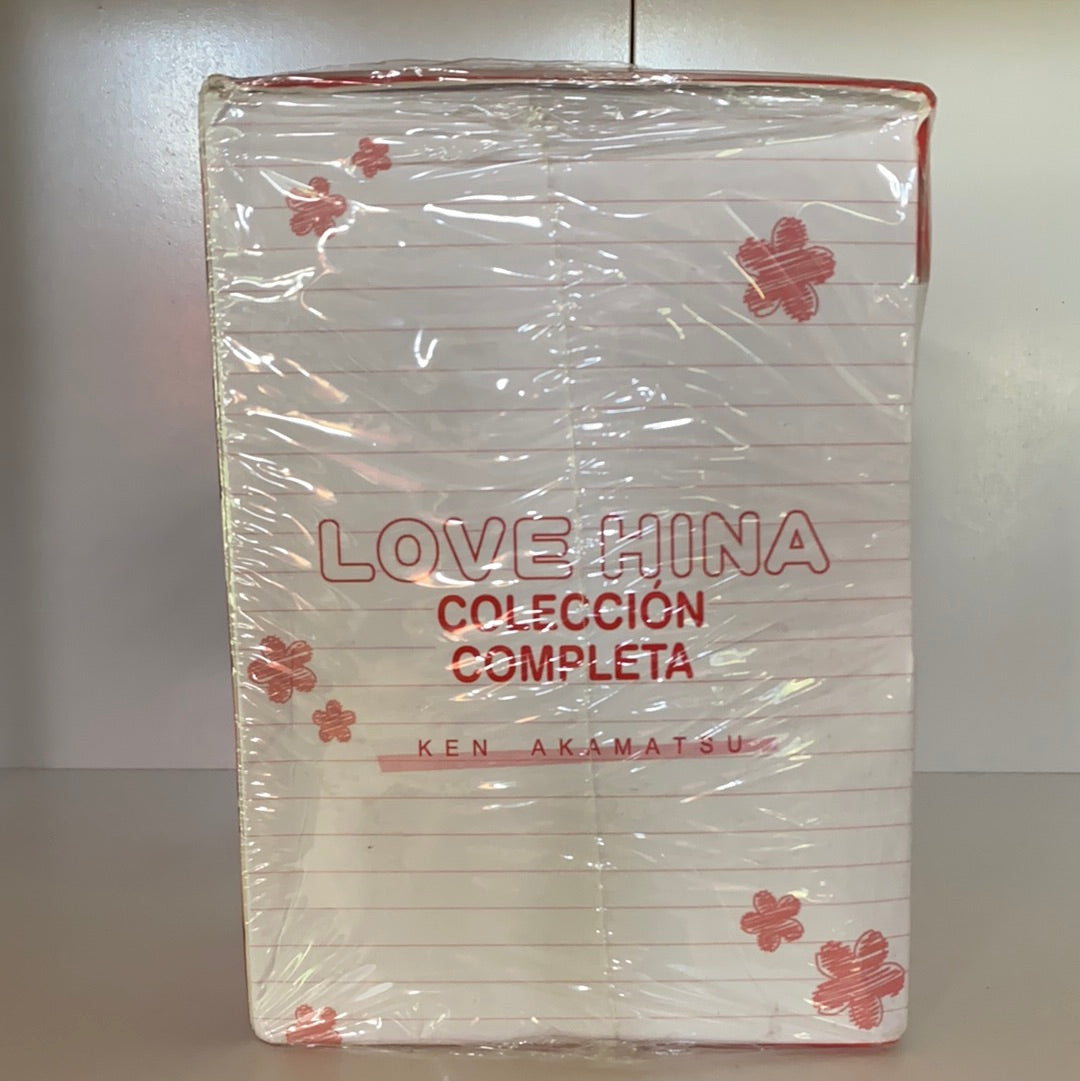 LOVE HINA
COLECCIÓN
COMPLETA
KEN AKAMATSU